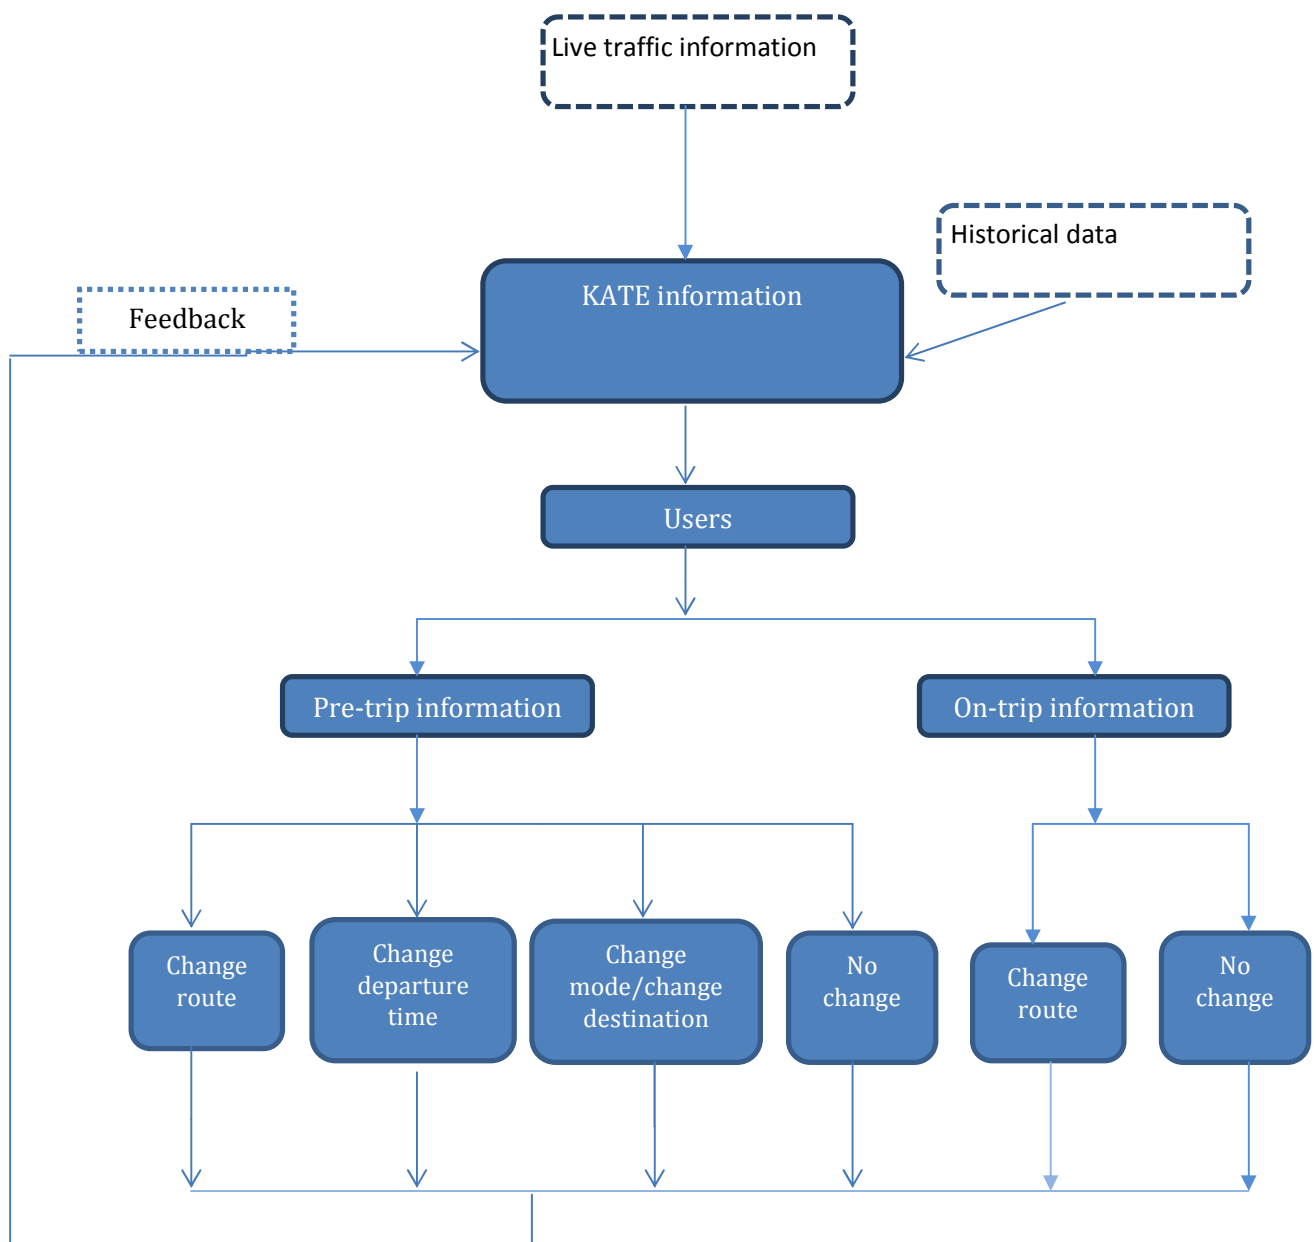 Live traffic information
Historical data
KATE information
Feedback
Users
Pre-trip information
On-trip information
Change
route
Change
departure
time
Change
mode/change
destination
No
change
Change
route
No
change